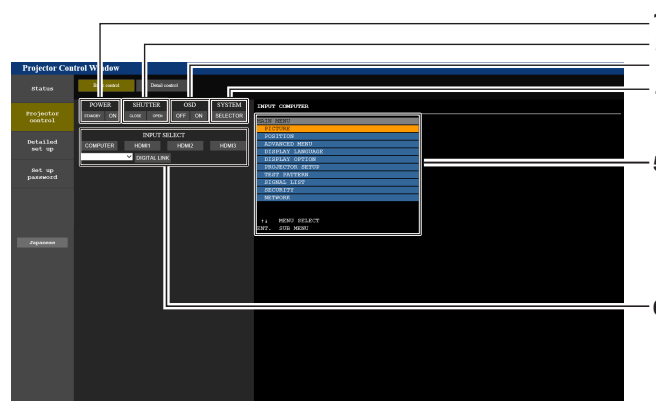 Projector Control Window
Status
Basic control Detail control
POWER SHUTTER OSD SYSTEM
STANDBY ON CLOSE OPEN OFF ON SELECTOR
INPUT SELECT
COMPUTER HDMI1 HDMI2 HDMI3
DIGITAL LINK
Projector
control
Detailed
set up
Set up
password
Japanese
INPUT COMPUTER
MAIN MENU
PICTURE
POSITION
ADVANCED MENU
DISPLAY LANGUAGE
DISPLAY OPTION
PROJECTOR SETUP
TEST PATTERN
SIGNAL LIST
SECURITY
NETWORK
↑↓ MENU SELECT
ENT. SUB MENU
5
6